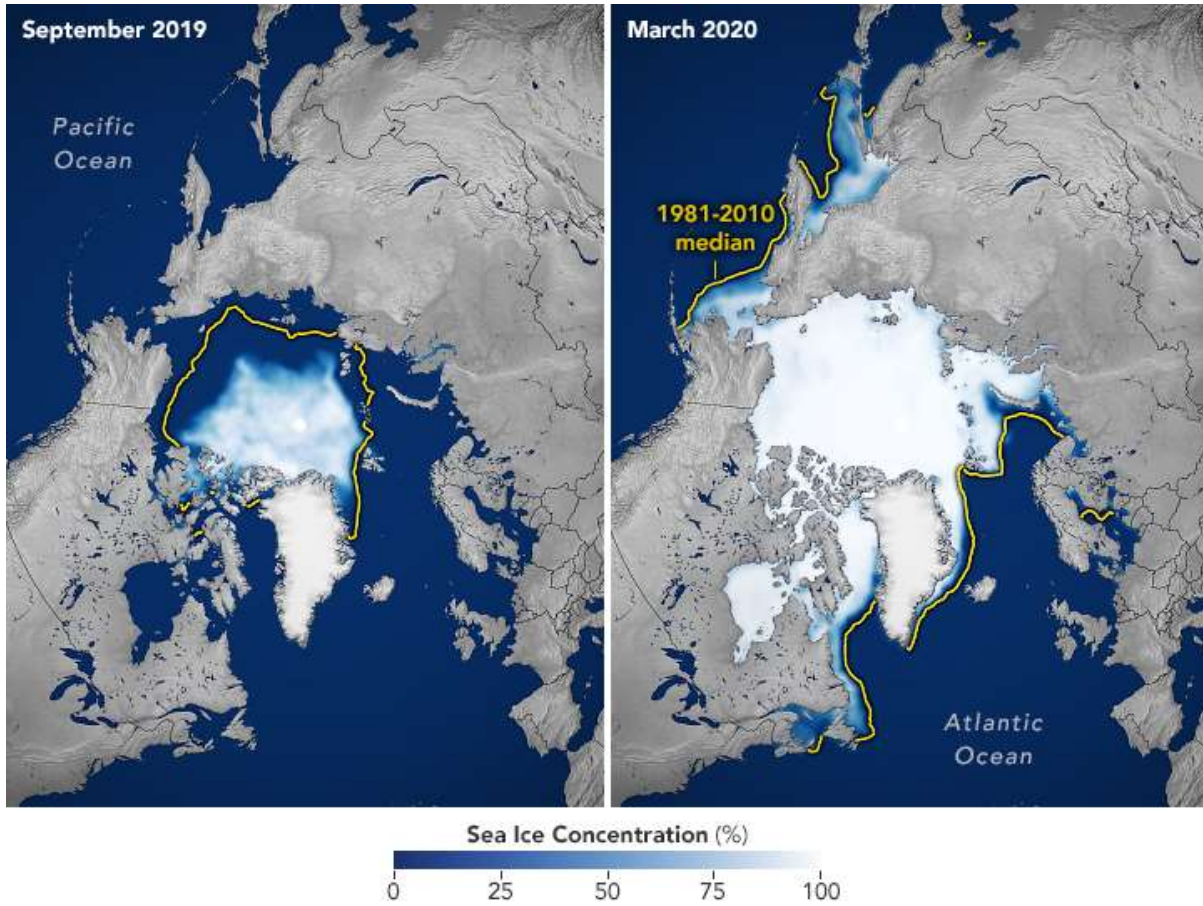 September 2019
Pacific
Ocean
March 2020
1981-2010
median
Atlantic
Ocean
Sea Ice Concentration (%)
0 25 50 75 100